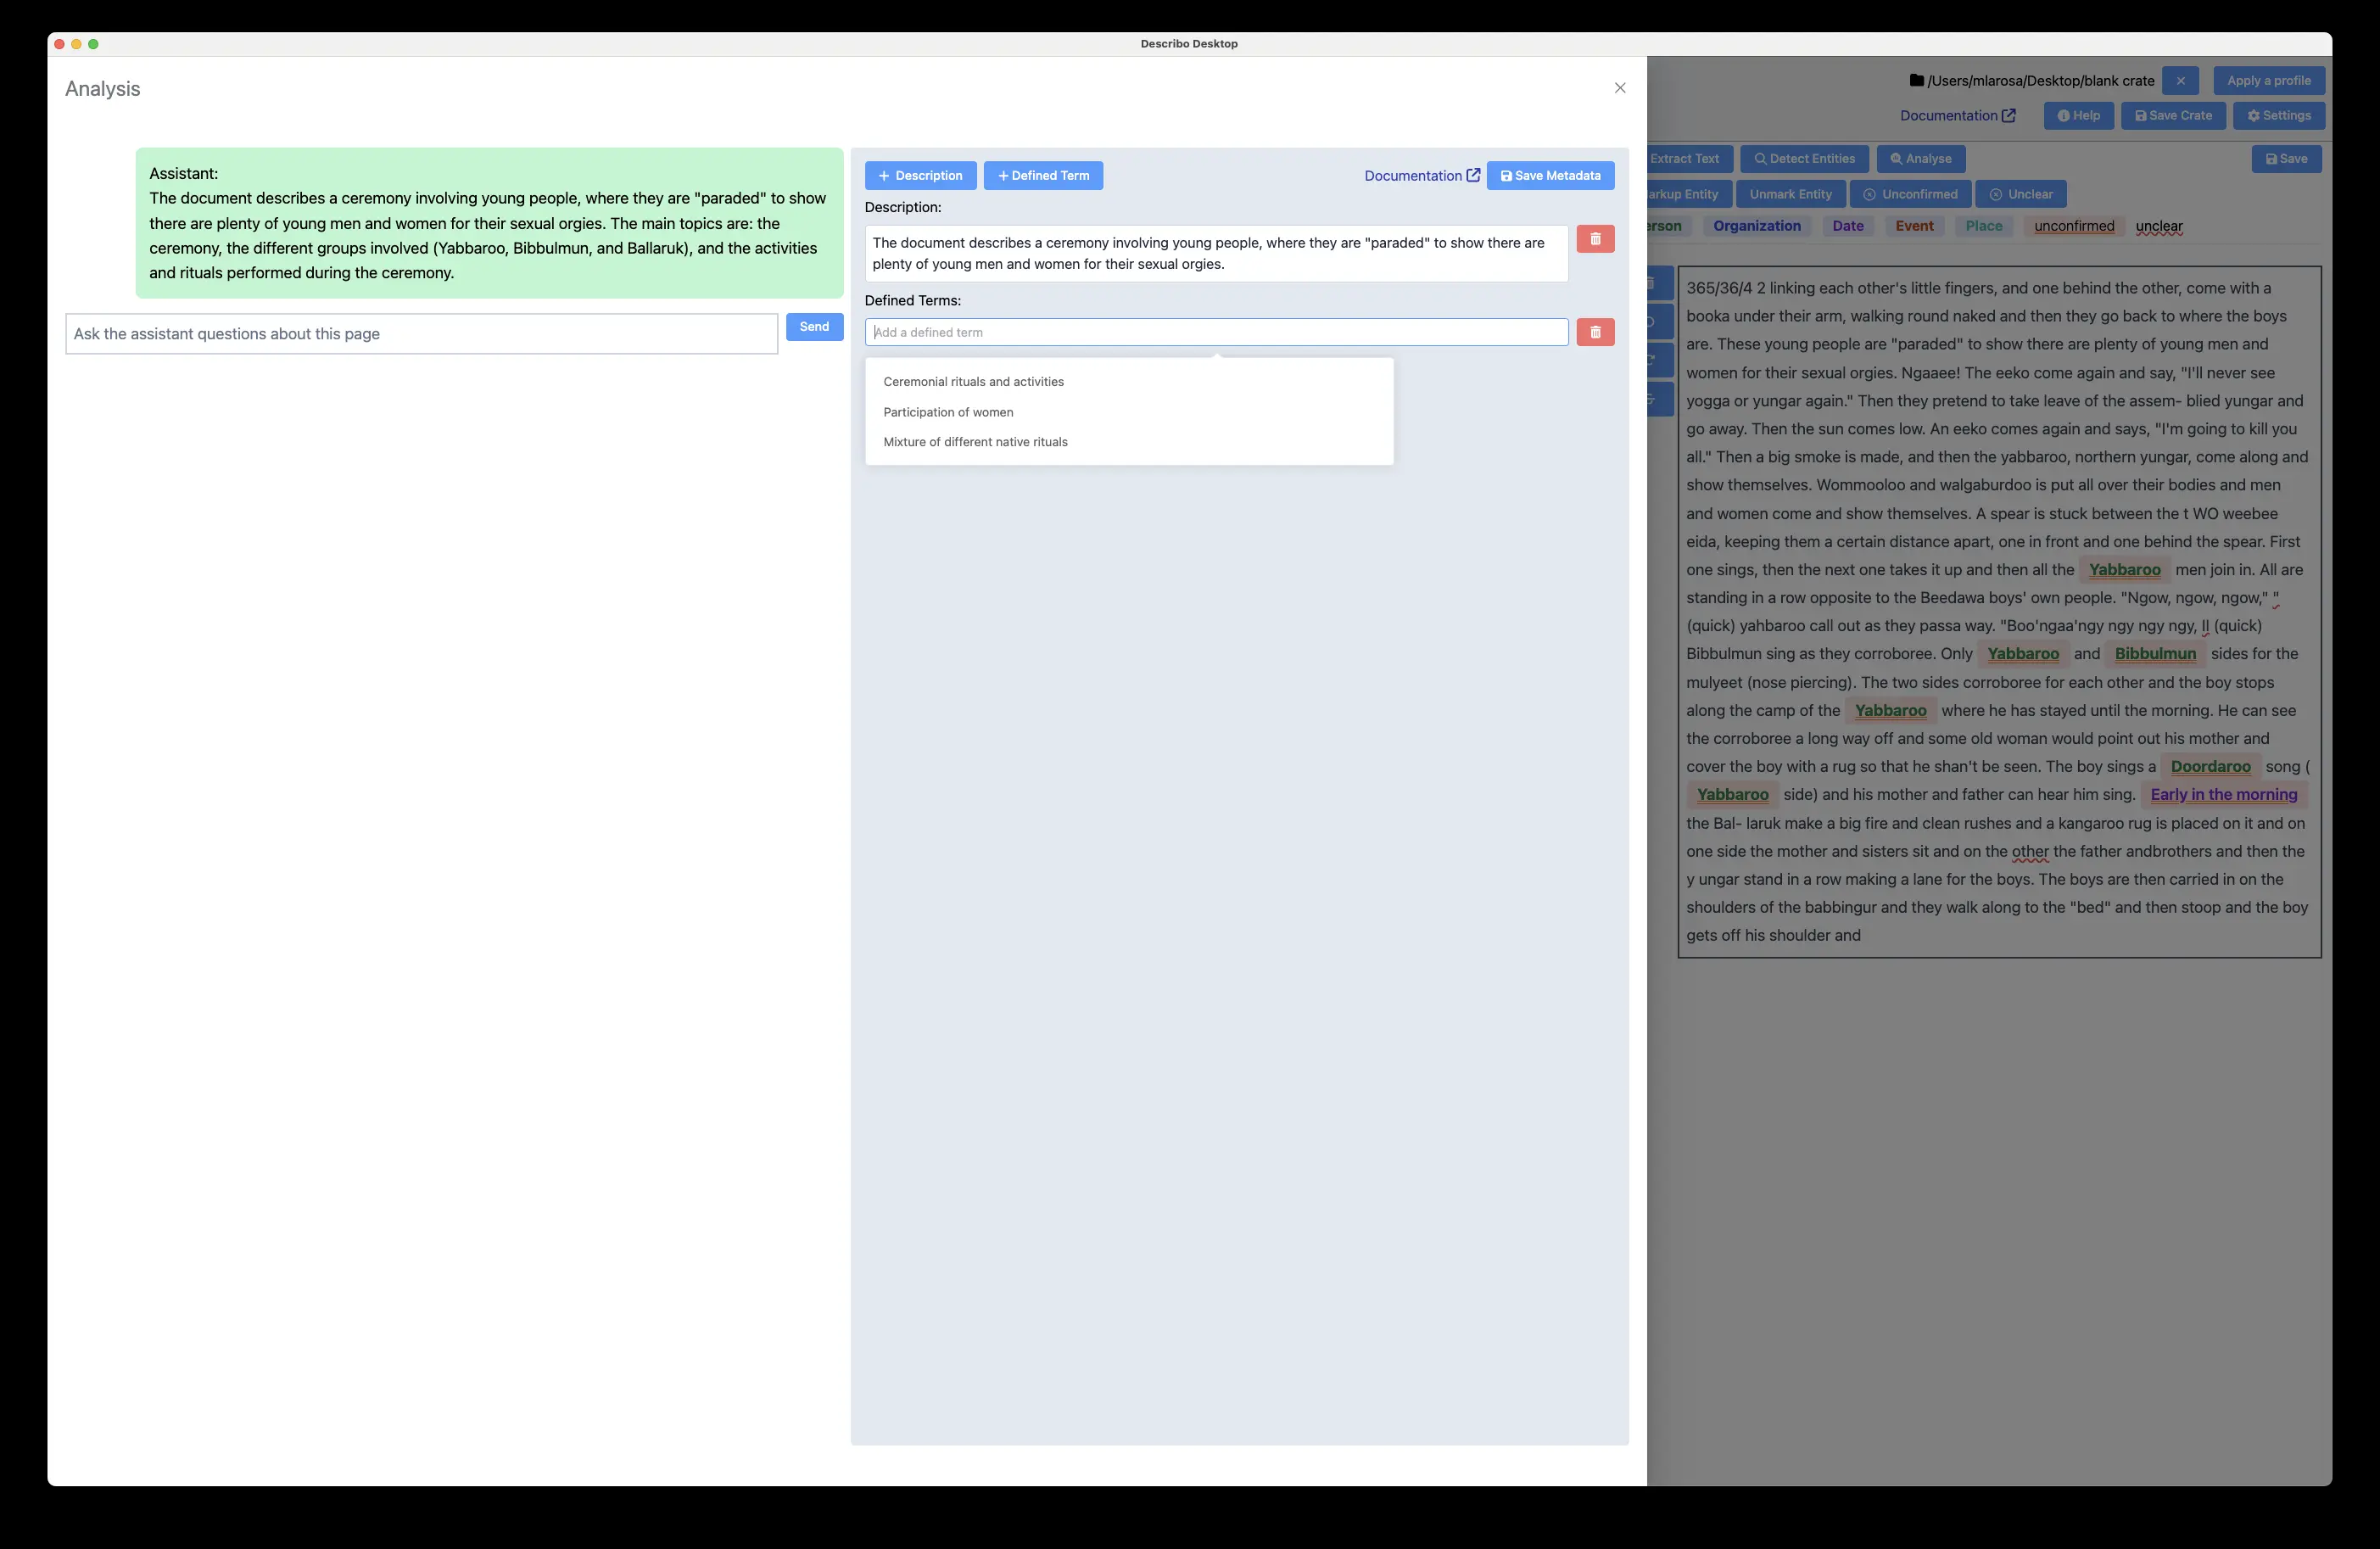 Describo Desktop
Analysis
/Users/mlarosa/Desktop/blank crate
Apply a profile
Documentation
Help
Save Crate
Settings
Assistant:
The document describes a ceremony involving young people, where they are "paraded" to show
there are plenty of young men and women for their sexual orgies. The main topics are: the
ceremony, the different groups involved (Yabbaroo, Bibbulmun, and Ballaruk), and the activities
and rituals performed during the ceremony.
Ask the assistant questions about this page
Send
+ Description
+ Defined Term
Documentation
Save Metadata
Description:
The document describes a ceremony involving young people, where they are "paraded" to show there are
plenty of young men and women for their sexual orgies.
Defined Terms:
Add a defined term
Ceremonial rituals and activities
Participation of women
Mixture of different native rituals
Extract Text
Detect Entities
Analyse
Save
arkup Entity
Unmark Entity
Unconfirmed
Unclear
erson
Organization
Date
Event
Place
unconfirmed
unclear
365/36/4 2 linking each other's little fingers, and one behind the other, come with a
booka under their arm, walking round naked and then they go back to where the boys
are. These young people are "paraded" to show there are plenty of young men and
women for their sexual orgies. Ngaaee! The eeko come again and say, "I'll never see
yogga or yungar again." Then they pretend to take leave of the assem- blied yungar and
go away. Then the sun comes low. An eeko comes again and says, "I'm going to kill you
all." Then a big smoke is made, and then the yabbaroo, northern yungar, come along and
show themselves. Wommooloo and walgaburdoo is put all over their bodies and men
and women come and show themselves. A spear is stuck between the t WO weebee
eida, keeping them a certain distance apart, one in front and one behind the spear. First
one sings, then the next one takes it up and then all the Yabbaroo men join in. All are
standing in a row opposite to the Beedawa boys' own people. "Ngow, ngow, ngow," "
(quick) yahbaroo call out as they passa way. "Boo'ngaa'ngy ngy ngy ngy, ll (quick)
Bibbulmun sing as they corroboree. Only Yabbaroo and Bibbulmun sides for the
mulyeet (nose piercing). The two sides corroboree for each other and the boy stops
along the camp of the Yabbaroo where he has stayed until the morning. He can see
the corroboree a long way off and some old woman would point out his mother and
cover the boy with a rug so that he shan't be seen. The boy sings a Doordaroo song (
Yabbaroo side) and his mother and father can hear him sing. Early in the morning
the Bal- laruk make a big fire and clean rushes and a kangaroo rug is placed on it and on
one side the mother and sisters sit and on the other the father andbrothers and then the
y ungar stand in a row making a lane for the boys. The boys are then carried in on the
shoulders of the babbingur and they walk along to the "bed" and then stoop and the boy
gets off his shoulder and